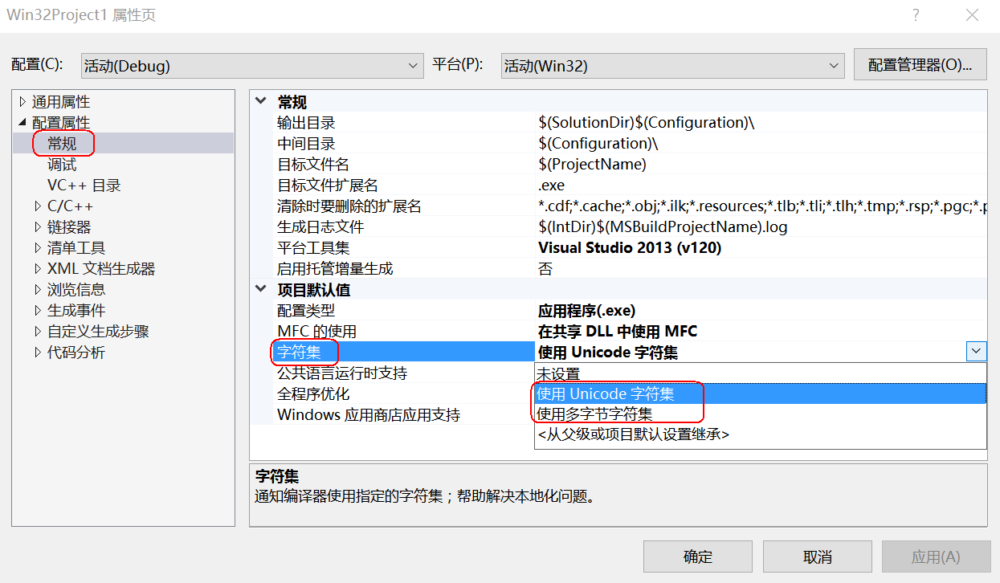 Win32Project1 属性页
?
配置(C):
活动(Debug)
平台(P):
活动(Win32)
配置管理器(O)...
通用属性
配置属性
常规
调试
VC++ 目录
C/C++
链接器
清单工具
XML 文档生成器
浏览信息
生成事件
自定义生成步骤
代码分析
常规
输出目录 $(SolutionDir)$(Configuration)\
中间目录 $(Configuration)\
目标文件名 $(ProjectName)
目标文件扩展名 .exe
清除时要删除的扩展名 *.cdf;*.cache;*.obj;*.ilk;*.resources;*.tlb;*.tli;*.tlh;*.tmp;*.rsp;*.pgc;*.p
生成日志文件 $(IntDir)$(MSBuildProjectName).log
平台工具集 Visual Studio 2013 (v120)
启用托管增量生成 否
项目默认值
配置类型 应用程序(.exe)
MFC 的使用 在共享 DLL 中使用 MFC
字符集 使用 Unicode 字符集
公共语言运行时支持
全程序优化
Windows 应用商店应用支持
未设置
使用 Unicode 字符集
使用多字节字符集
<从父级或项目默认设置继承>
字符集
通知编译器使用指定的字符集；帮助解决本地化问题。
确定
取消
应用(A)